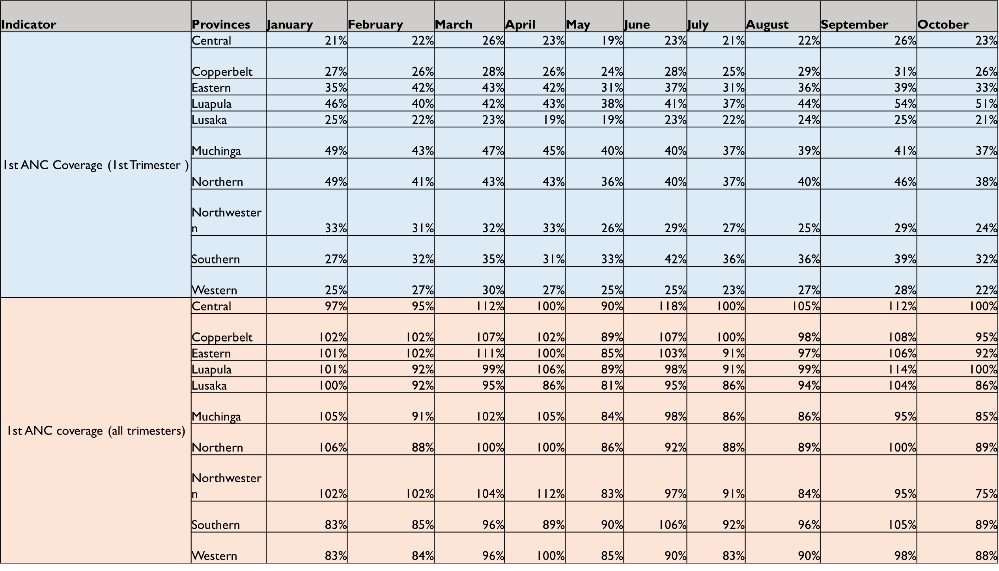 Indicator Provinces January February March April May June July August September October
Central 21% 22% 26% 23% 19% 23% 21% 22% 26% 23%
Copperbelt 27% 26% 28% 26% 24% 28% 25% 29% 31% 26%
Eastern 35% 42% 43% 42% 31% 37% 31% 36% 39% 33%
Luapula 46% 40% 42% 43% 38% 41% 37% 44% 54% 51%
Lusaka 25% 22% 23% 19% 19% 23% 22% 24% 25% 21%
Muchinga 49% 43% 47% 45% 40% 40% 37% 39% 41% 37%
1st ANC Coverage (1st Trimester )
Northern 49% 41% 43% 43% 36% 40% 37% 40% 46% 38%
Northwester
n 33% 31% 32% 33% 26% 29% 27% 25% 29% 24%
Southern 27% 32% 35% 31% 33% 42% 36% 36% 39% 32%
Western 25% 27% 30% 27% 25% 25% 23% 27% 28% 22%
Central 97% 95% 112% 100% 90% 118% 100% 105% 112% 100%
Copperbelt 102% 102% 107% 102% 89% 107% 100% 98% 108% 95%
Eastern 101% 102% 111% 100% 85% 103% 91% 97% 106% 92%
Luapula 101% 92% 99% 106% 89% 98% 91% 99% 114% 100%
Lusaka 100% 92% 95% 86% 81% 95% 86% 94% 104% 86%
Muchinga 105% 91% 102% 105% 84% 98% 86% 86% 95% 85%
1st ANC coverage (all trimesters)
Northern 106% 88% 100% 100% 86% 92% 88% 89% 100% 89%
Northwester
n 102% 102% 104% 112% 83% 97% 91% 84% 95% 75%
Southern 83% 85% 96% 89% 90% 106% 92% 96% 105% 89%
Western 83% 84% 96% 100% 85% 90% 83% 90% 98% 88%